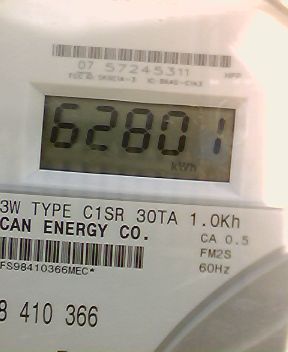 07 57245311
HPP
62801
kWh
3W TYPE C1SR 30TA 1.0Kh
CAN ENERGY CO.
CA 0.5
FM2S
60Hz
FS98410366MEC*
8 410 366